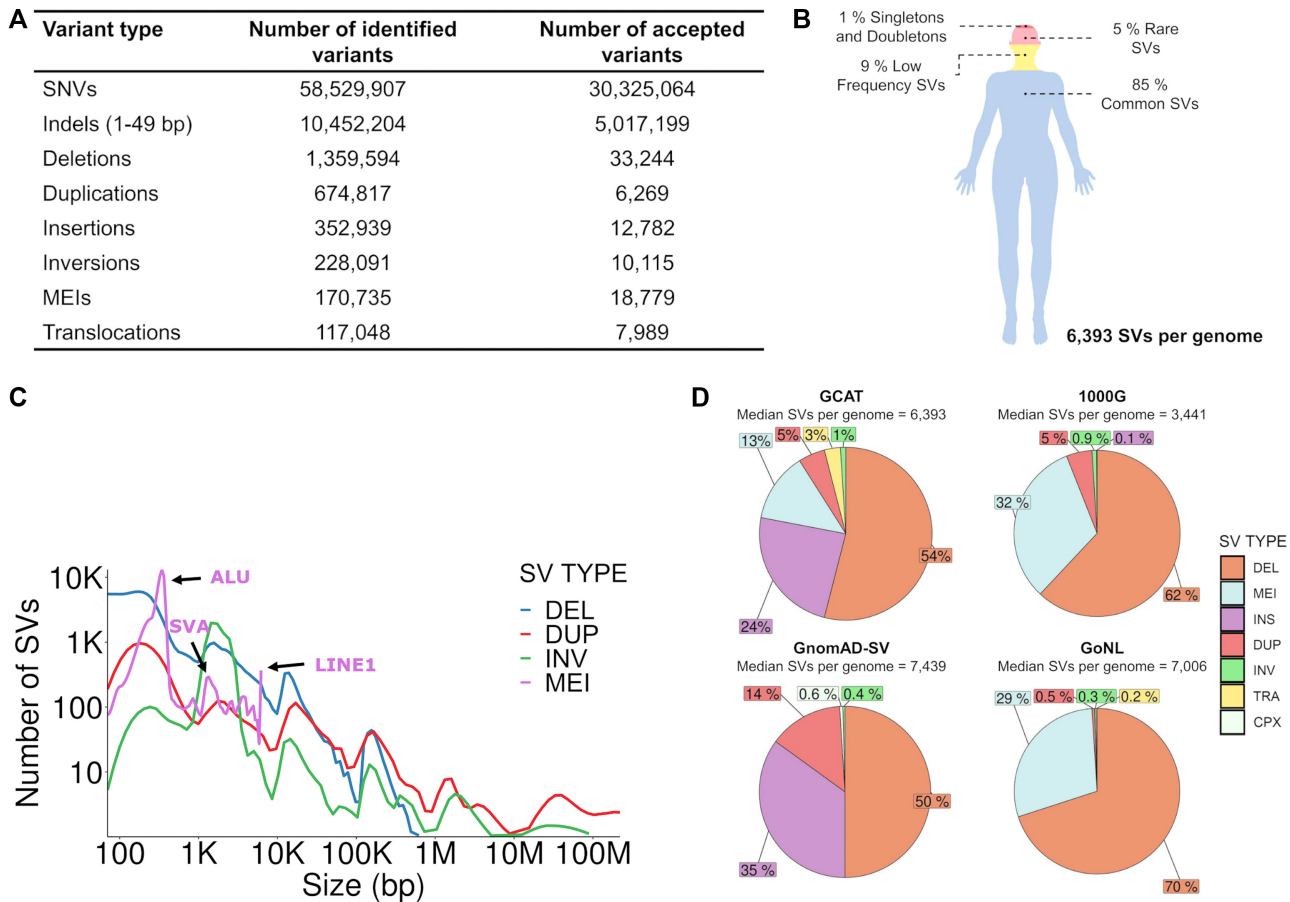 A
Variant type Number of identified variants Number of accepted variants
SNVs 58,529,907 30,325,064
Indels (1-49 bp) 10,452,204 5,017,199
Deletions 1,359,594 33,244
Duplications 674,817 6,269
Insertions 352,939 12,782
Inversions 228,091 10,115
MEIs 170,735 18,779
Translocations 117,048 7,989
B
1 % Singletons
and Doubletons
5 % Rare
SVs
9 % Low
Frequency SVs
85 %
Common SVs
6,393 SVs per genome
C
Number of SVs
10K
1K
100
10
ALU
SVA
LINE1
SV TYPE
DEL
DUP
INV
MEI
100 1K 10K 100K 1M 10M 100M
Size (bp)
D
GCAT
Median SVs per genome = 6,393
13% 5% 3% 1%
54%
24%
1000G
Median SVs per genome = 3,441
5 % 0.9 % 0.1 %
32 %
62 %
GnomAD-SV
Median SVs per genome = 7,439
14 % 0.6 % 0.4 %
50 %
35 %
GoNL
Median SVs per genome = 7,006
29 % 0.5 % 0.3 % 0.2 %
70 %
SV TYPE
DEL
MEI
INS
DUP
INV
TRA
CPX